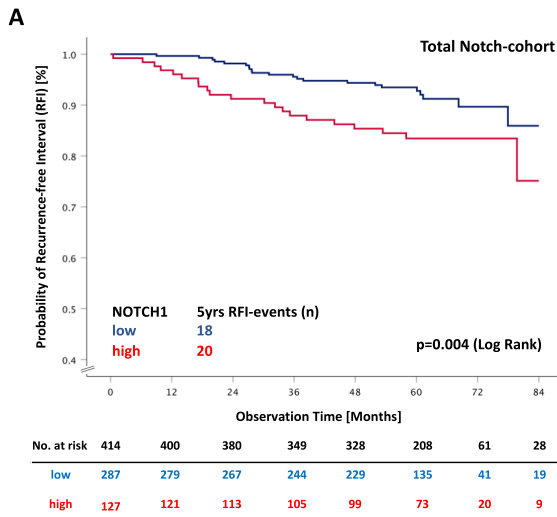 A
Total Notch-cohort
Probability of Recurrence-free Interval (RFI) [%]
1.0
0.9
0.8
0.7
0.6
0.5
0.4
NOTCH1 5yrs RFI-events (n)
low 18
high 20
p=0.004 (Log Rank)
0 12 24 36 48 60 72 84
Observation Time [Months]
No. at risk 414 400 380 349 328 208 61 28
low 287 279 267 244 229 135 41 19
high 127 121 113 105 99 73 20 9